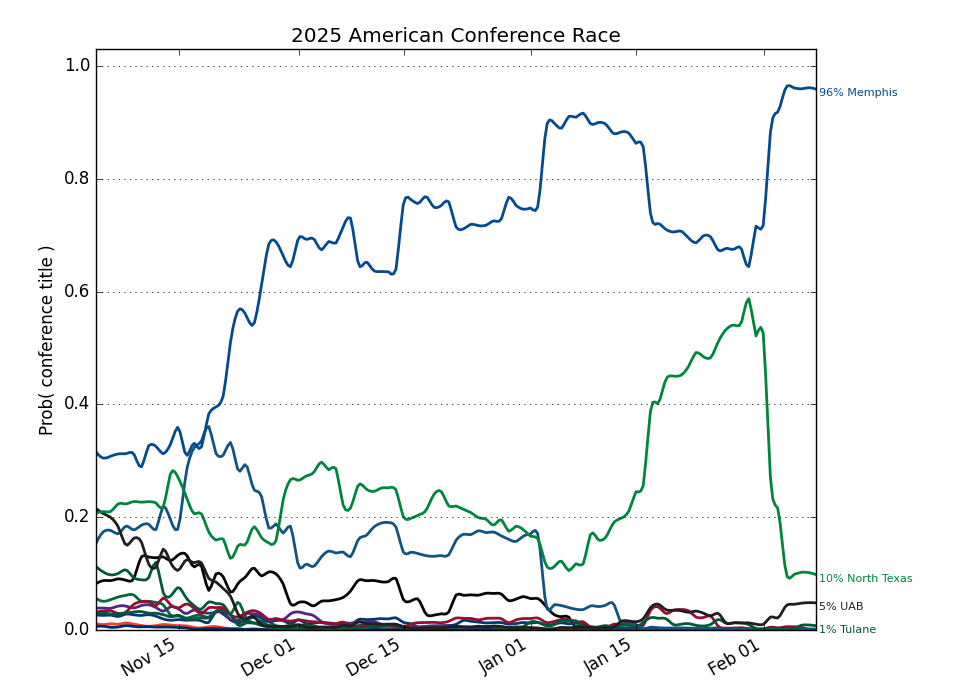 2025 American Conference Race
1.0
0.8
0.6
0.4
0.2
0.0
Prob( conference title )
96% Memphis
10% North Texas
5% UAB
1% Tulane
Nov 15
Dec 01
Dec 15
Jan 01
Jan 15
Feb 01